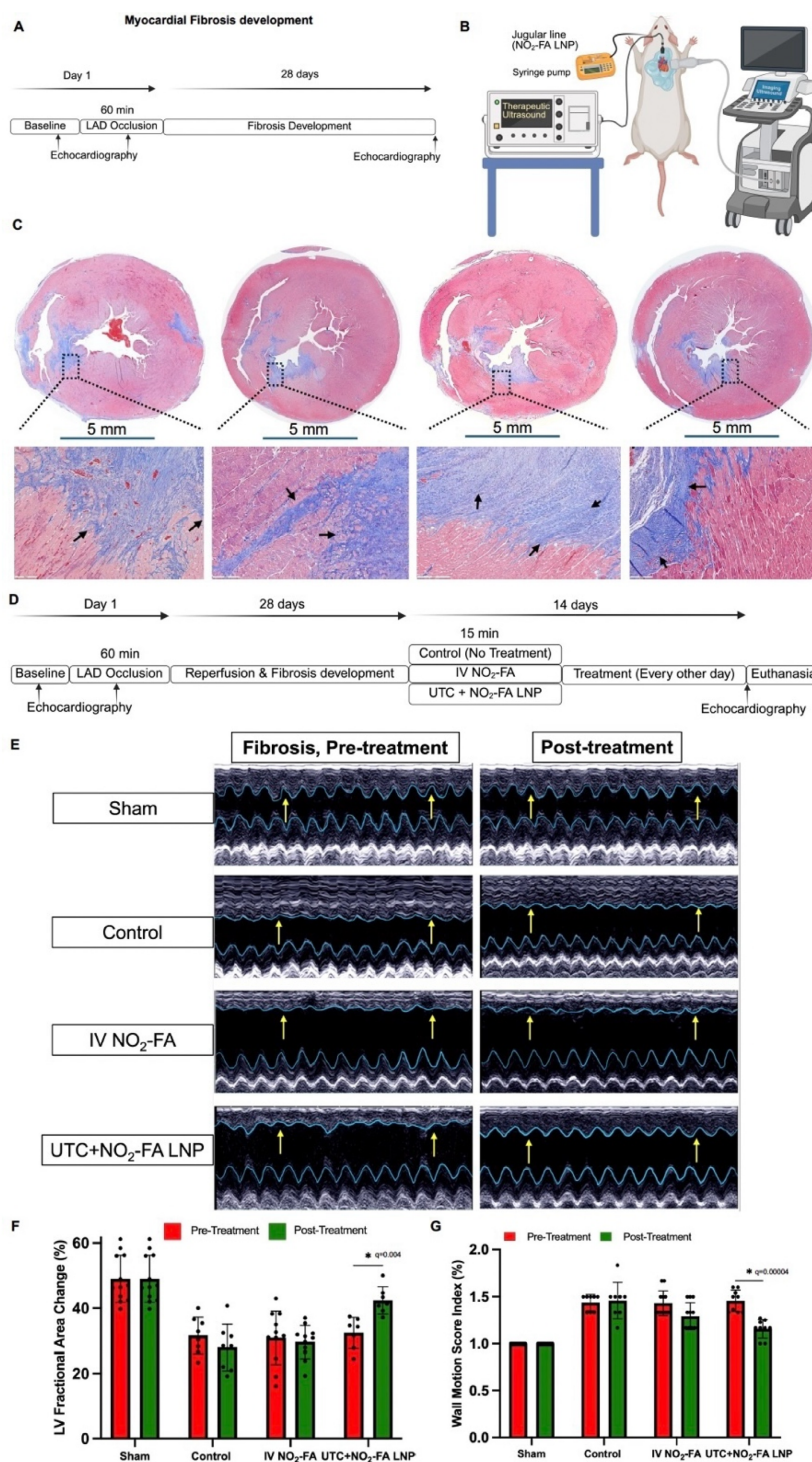 A
Myocardial Fibrosis development
Day 1
28 days
60 min
Baseline
LAD Occlusion
Fibrosis Development
Echocardiography
Echocardiography
B
Jugular line
(NO₂-FA LNP)
Syringe pump
Therapeutic
Ultrasound
Imaging
Ultrasound
C
5 mm
5 mm
5 mm
5 mm
D
Day 1
28 days
14 days
60 min
15 min
Control (No Treatment)
Baseline
LAD Occlusion
Reperfusion & Fibrosis development
IV NO₂-FA
Treatment (Every other day)
Euthanasia
UTC + NO₂-FA LNP
Echocardiography
Echocardiography
E
Fibrosis, Pre-treatment
Post-treatment
Sham
Control
IV NO₂-FA
UTC+NO₂-FA LNP
F
Pre-Treatment
Post-Treatment
* q=0.004
LV Fractional Area Change (%)
60
40
20
0
Sham
Control
IV NO₂-FA
UTC+NO₂-FA LNP
G
Pre-Treatment
Post-Treatment
* q=0.00004
Wall Motion Score Index (%)
2.0
1.5
1.0
0.5
0.0
Sham
Control
IV NO₂-FA
UTC+NO₂-FA LNP